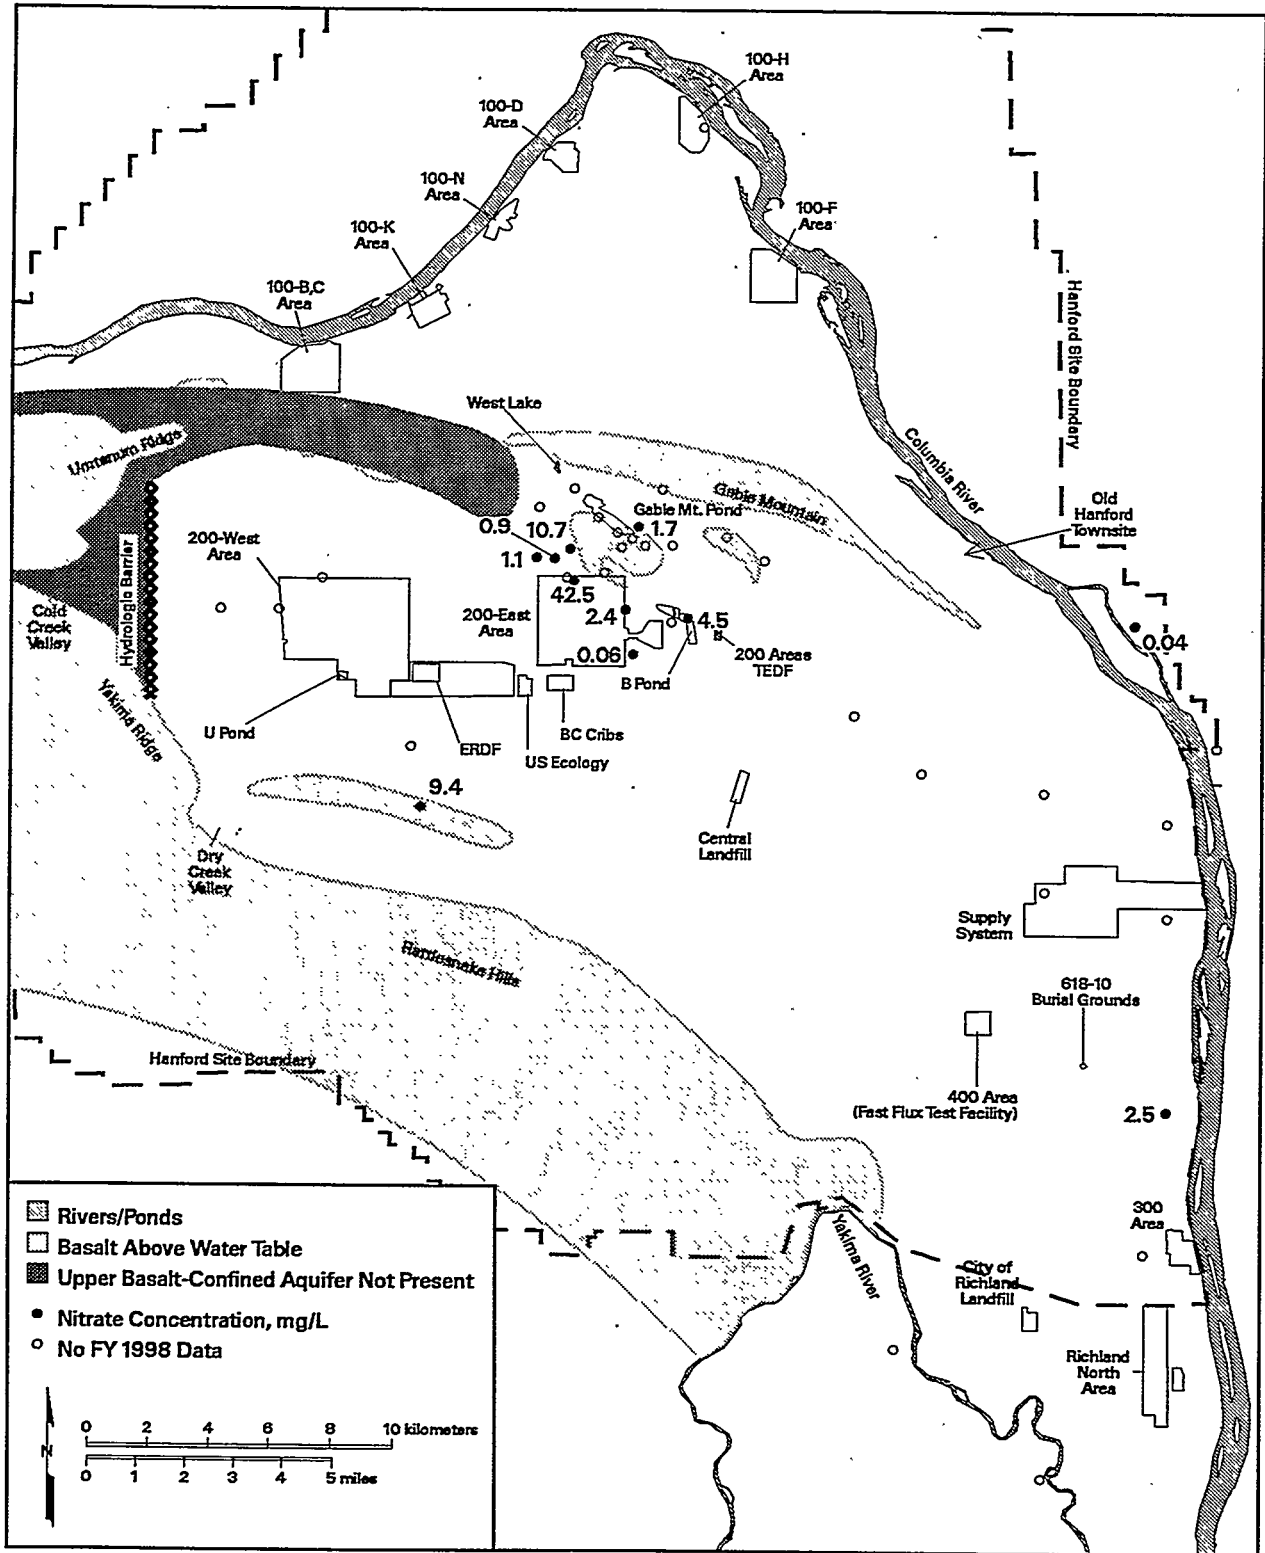 100-H
Area
100-D
Area
100-N
Area
100-F
Area
100-K
Area
100-B,C
Area
Hanford Site Boundary
West Lake
Umtanum Ridge
Columbia River
Gable Mountain
Gable Mt. Pond
Old
Hanford
Townsite
0.9
10.7
1.7
1.1
200-West
Area
Hydrologic Barrier
Cold
Creek
Valley
42.5
200-East
Area
2.4
4.5
0.04
0.06
200 Areas
TEDF
B Pond
Yakima Ridge
U Pond
ERDF
BC Cribs
US Ecology
9.4
Central
Landfill
Dry
Creek
Valley
Supply
System
Rattlesnake Hills
618-10
Burial Grounds
Hanford Site Boundary
400 Area
(Fast Flux Test Facility)
2.5
300
Area
Yakima River
City of
Richland
Landfill
Richland
North
Area
Rivers/Ponds
Basalt Above Water Table
Upper Basalt-Confined Aquifer Not Present
Nitrate Concentration, mg/L
No FY 1998 Data
N
0 2 4 6 8 10 kilometers
0 1 2 3 4 5 miles